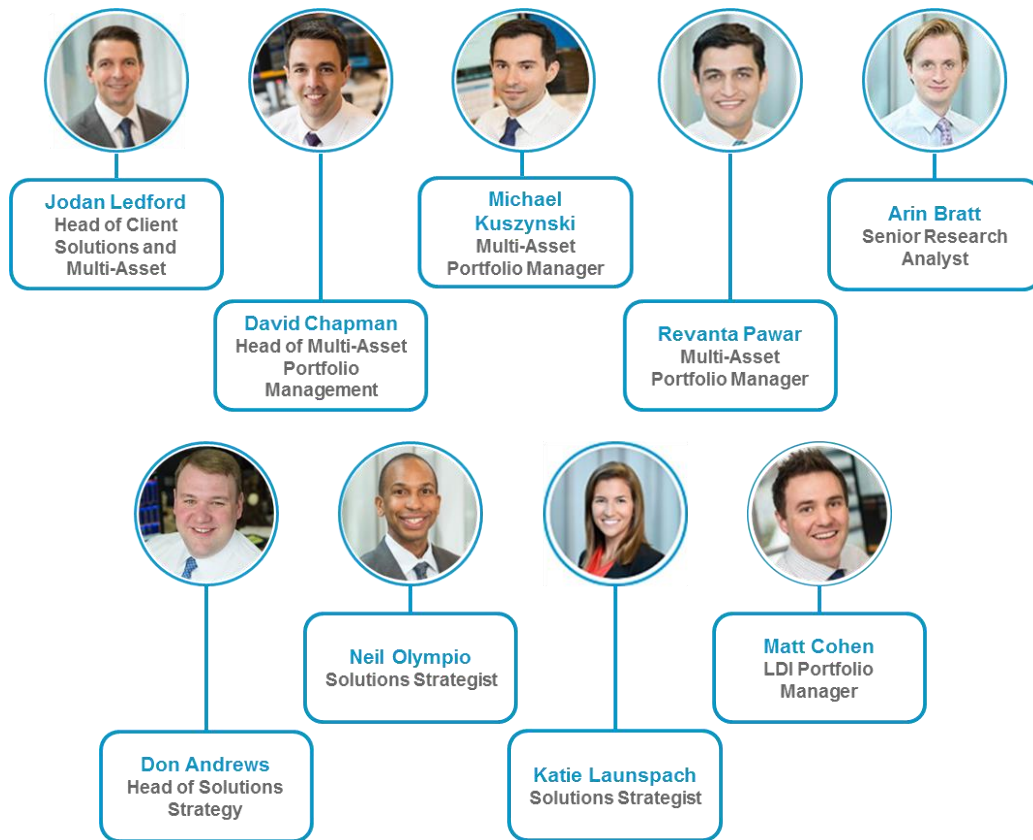 Jodan Ledford
Head of Client
Solutions and
Multi-Asset
David Chapman
Head of Multi-Asset
Portfolio
Management
Michael
Kuszynski
Multi-Asset
Portfolio Manager
Revanta Pawar
Multi-Asset
Portfolio Manager
Arin Bratt
Senior Research
Analyst
Don Andrews
Head of Solutions
Strategy
Neil Olympio
Solutions Strategist
Katie Launspach
Solutions Strategist
Matt Cohen
LDI Portfolio
Manager